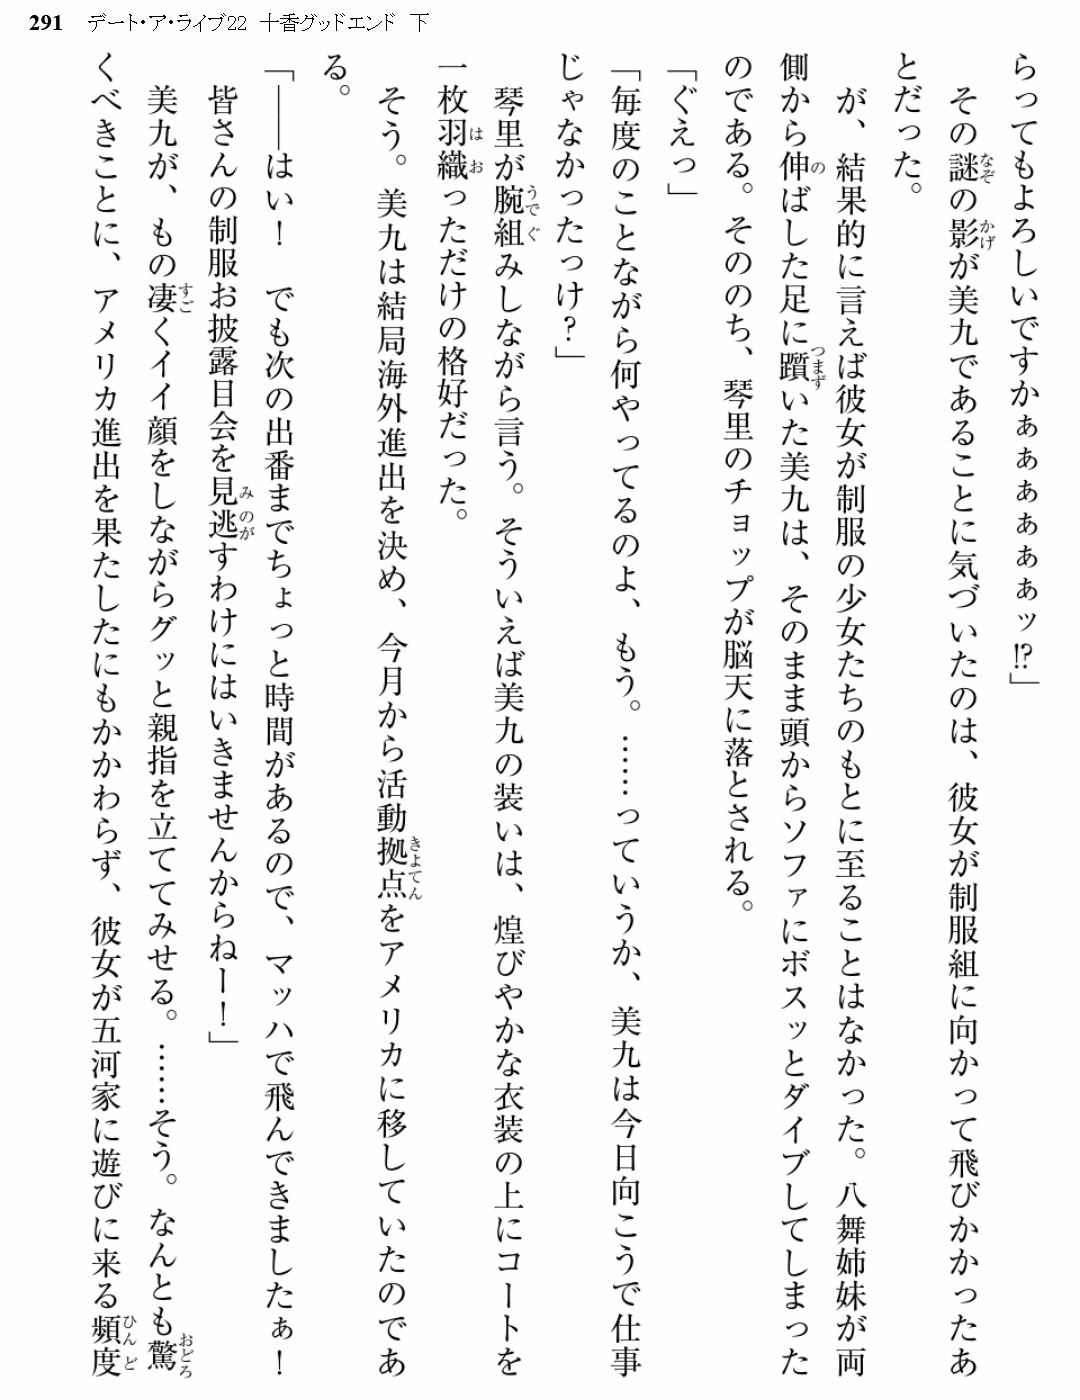 291 デート・ア・ライブ22 十香グッドエンド 下
らってもよろしいですかぁぁぁぁぁぁッ!?」
その謎の影が美九であることに気づいたのは、彼女が制服組に向かって飛びかかったあ
とだった。
が、結果的に言えば彼女が制服の少女たちのもとに至ることはなかった。八舞姉妹が両
側から伸ばした足に躓いた美九は、そのまま頭からソファにボスッとダイブしてしまった
のである。そののち、琴里のチョップが脳天に落とされる。
「ぐえっ」
「毎度のことながら何やってるのよ、もう。……っていうか、美九は今日向こうで仕事
じゃなかったっけ?」
琴里が腕組みしながら言う。そういえば美九の装いは、煌びやかな衣装の上にコートを
一枚羽織っただけの格好だった。
そう。美九は結局海外進出を決め、今月から活動拠点をアメリカに移していたのであ
る。
「――はい! でも次の出番までちょっと時間があるので、マッハで飛んできましたぁ!
皆さんの制服お披露目会を見逃すわけにはいきませんからねー!」
美九が、もの凄くイイ顔をしながらグッと親指を立ててみせる。……そう。なんとも驚
くべきことに、アメリカ進出を果たしたにもかかわらず、彼女が五河家に遊びに来る頻度